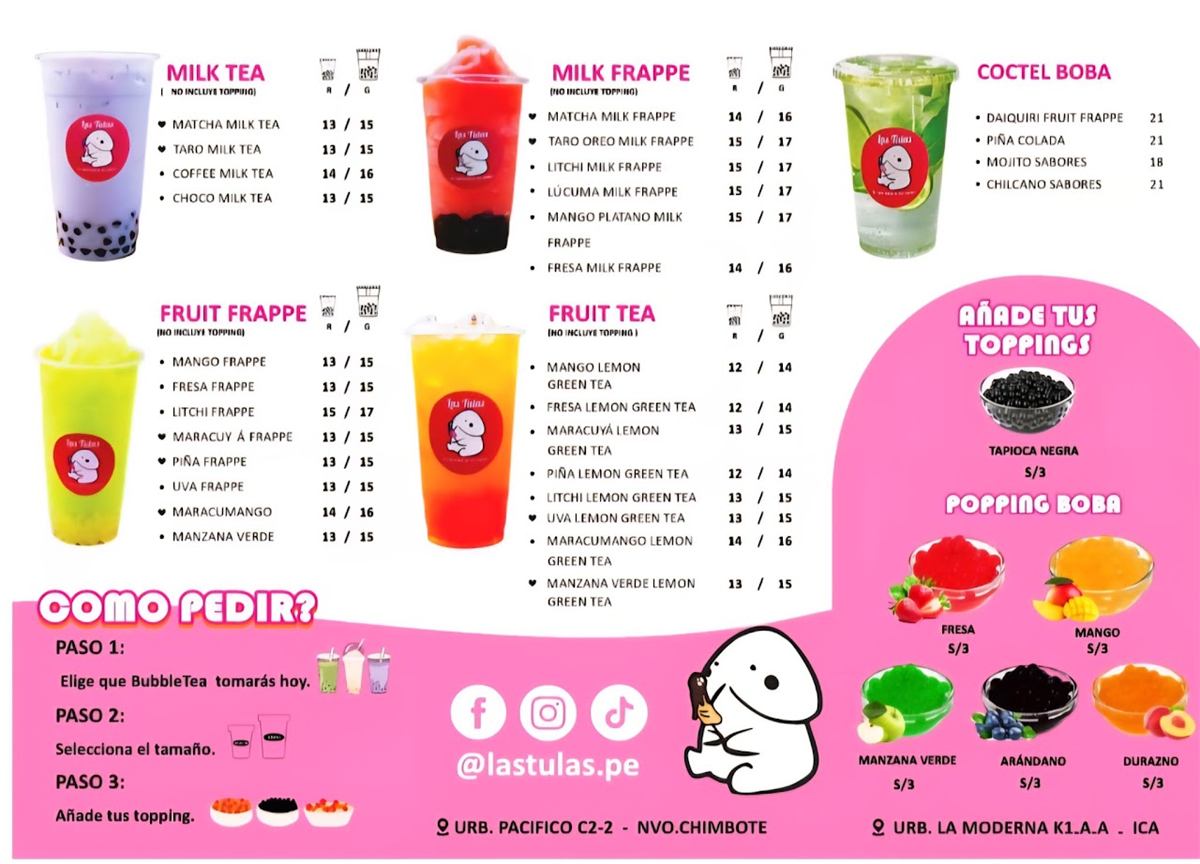 MILK TEA
( NO INCLUYE TOPPING)
R / G
♥ MATCHA MILK TEA 13 / 15
♥ TARO MILK TEA 13 / 15
• COFFEE MILK TEA 14 / 16
• CHOCO MILK TEA 13 / 15
MILK FRAPPE
(NO INCLUYE TOPPING)
R / G
♥ MATCHA MILK FRAPPE 14 / 16
♥ TARO OREO MILK FRAPPE 15 / 17
• LITCHI MILK FRAPPE 15 / 17
• LÚCUMA MILK FRAPPE 15 / 17
• MANGO PLATANO MILK 15 / 17
FRAPPE
• FRESA MILK FRAPPE 14 / 16
COCTEL BOBA
• DAIQUIRI FRUIT FRAPPE 21
• PIÑA COLADA 21
• MOJITO SABORES 18
• CHILCANO SABORES 21
FRUIT FRAPPE
(NO INCLUYE TOPPING)
R / G
• MANGO FRAPPE 13 / 15
• FRESA FRAPPE 13 / 15
• LITCHI FRAPPE 15 / 17
♥ MARACUY Á FRAPPE 13 / 15
♥ PIÑA FRAPPE 13 / 15
• UVA FRAPPE 13 / 15
♥ MARACUMANGO 14 / 16
• MANZANA VERDE 13 / 15
FRUIT TEA
(NO INCLUYE TOPPING )
R / G
• MANGO LEMON 12 / 14
GREEN TEA
• FRESA LEMON GREEN TEA 12 / 14
• MARACUYÁ LEMON 13 / 15
GREEN TEA
• PIÑA LEMON GREEN TEA 12 / 14
• LITCHI LEMON GREEN TEA 13 / 15
♥ UVA LEMON GREEN TEA 13 / 15
• MARACUMANGO LEMON 14 / 16
GREEN TEA
♥ MANZANA VERDE LEMON 13 / 15
GREEN TEA
AÑADE TUS
TOPPINGS
TAPIOCA NEGRA
S/3
POPPING BOBA
FRESA
S/3
MANGO
S/3
MANZANA VERDE
S/3
ARÁNDANO
S/3
DURAZNO
S/3
COMO PEDIR?
PASO 1:
Elige que BubbleTea tomarás hoy.
PASO 2:
Selecciona el tamaño.
PASO 3:
Añade tus topping.
@lastulas.pe
URB. PACIFICO C2-2 - NVO.CHIMBOTE
URB. LA MODERNA K1.A.A . ICA
Las Tulas
Las Tulas
Las Tulas
Las Tulas
Las Tulas